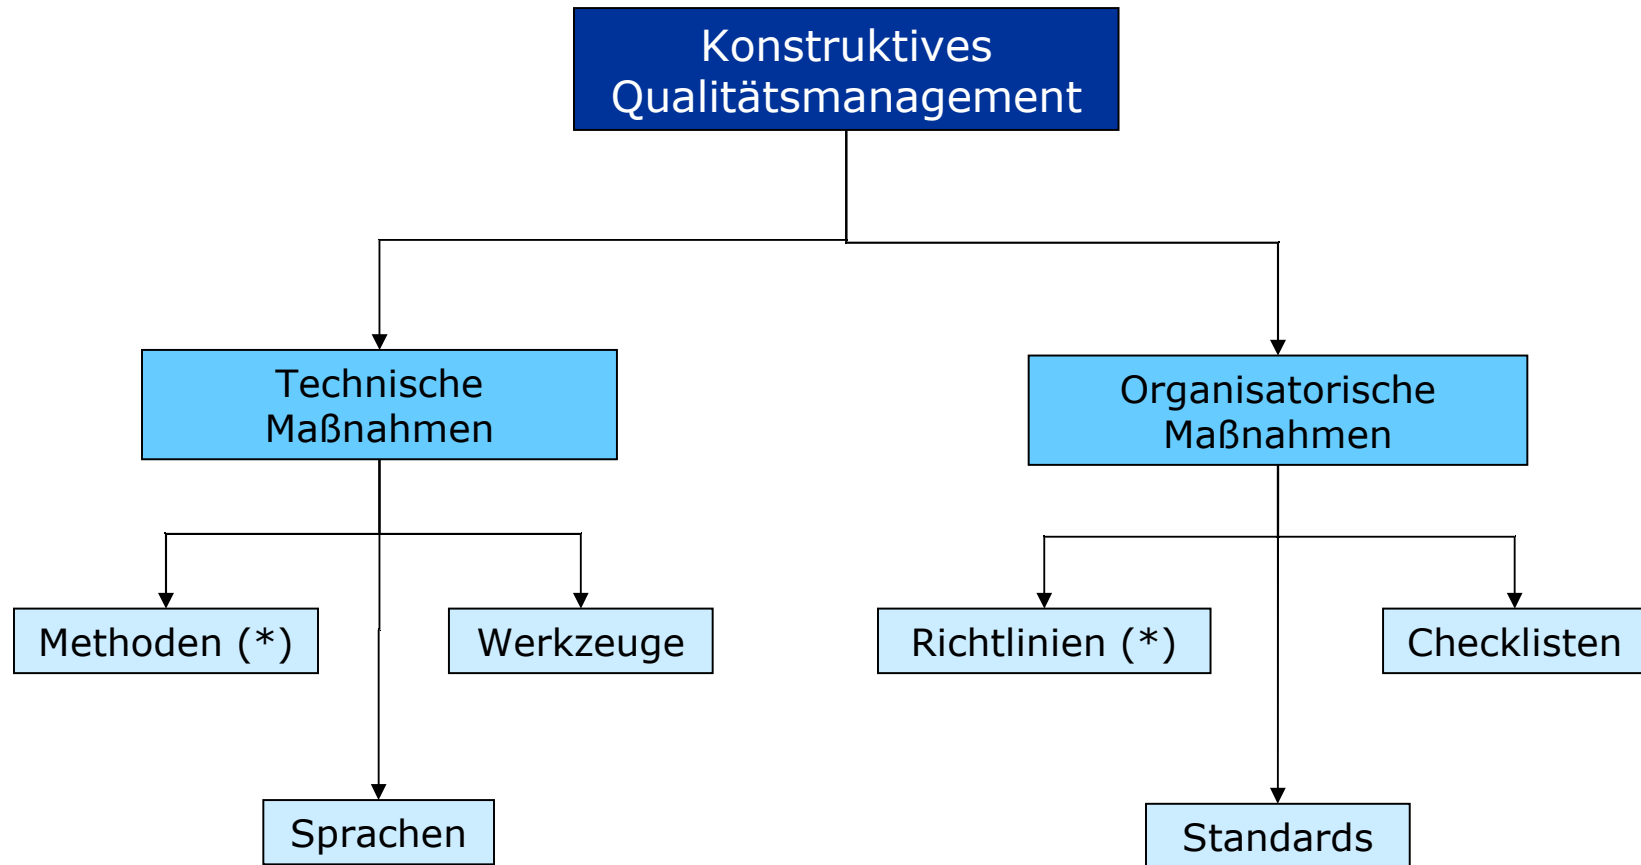 Konstruktives
Qualitätsmanagement
Technische
Maßnahmen
Organisatorische
Maßnahmen
Methoden (*)
Werkzeuge
Richtlinien (*)
Checklisten
Sprachen
Standards